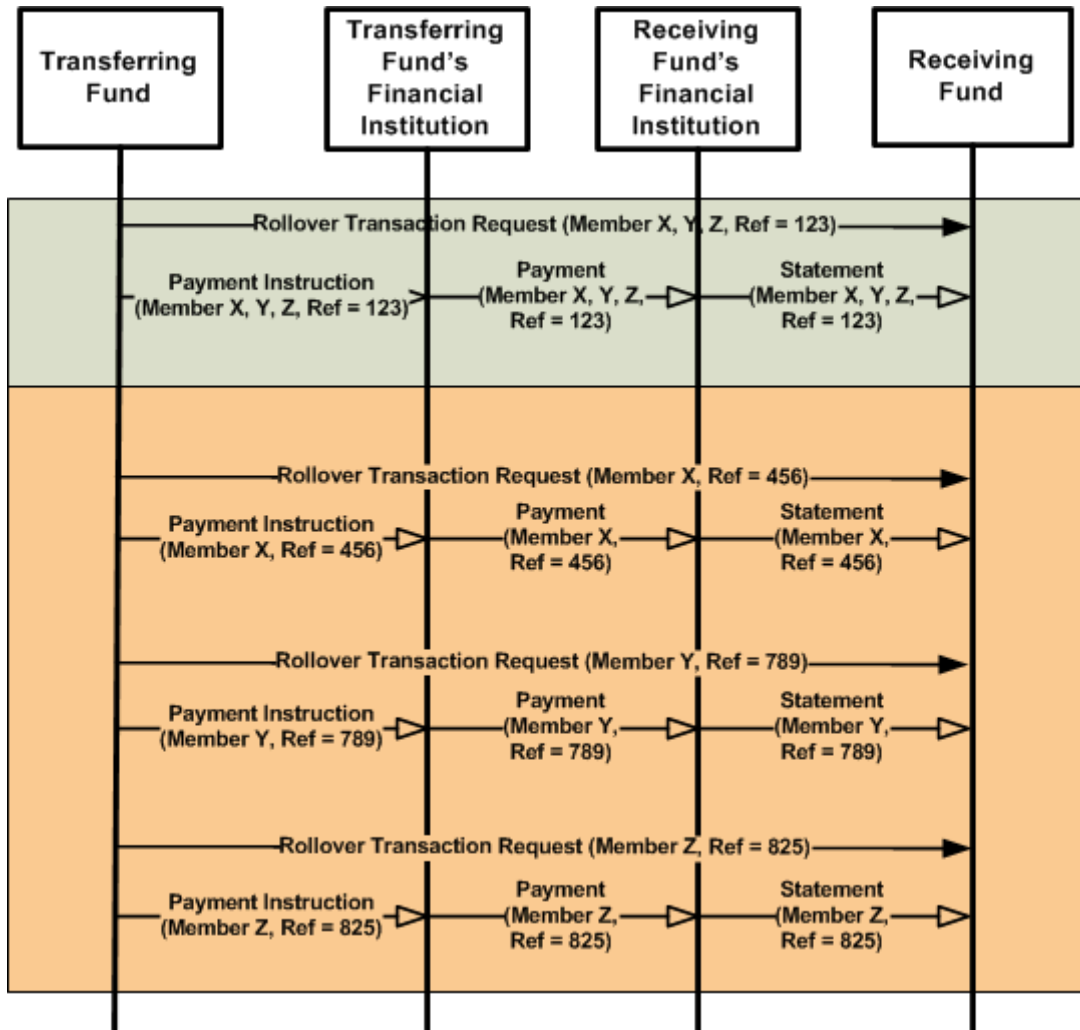 Transferring
Fund
Transferring
Fund's
Financial
Institution
Receiving
Fund's
Financial
Institution
Receiving
Fund
Rollover Transaction Request (Member X, Y, Z, Ref = 123)
Payment Instruction
(Member X, Y, Z, Ref = 123)
Payment
(Member X, Y, Z,
Ref = 123)
Statement
(Member X, Y, Z,
Ref = 123)
Rollover Transaction Request (Member X, Ref = 456)
Payment Instruction
(Member X, Ref = 456)
Payment
(Member X,
Ref = 456)
Statement
(Member X,
Ref = 456)
Rollover Transaction Request (Member Y, Ref = 789)
Payment Instruction
(Member Y, Ref = 789)
Payment
(Member Y,
Ref = 789)
Statement
(Member Y,
Ref = 789)
Rollover Transaction Request (Member Z, Ref = 825)
Payment Instruction
(Member Z, Ref = 825)
Payment
(Member Z,
Ref = 825)
Statement
(Member Z,
Ref = 825)